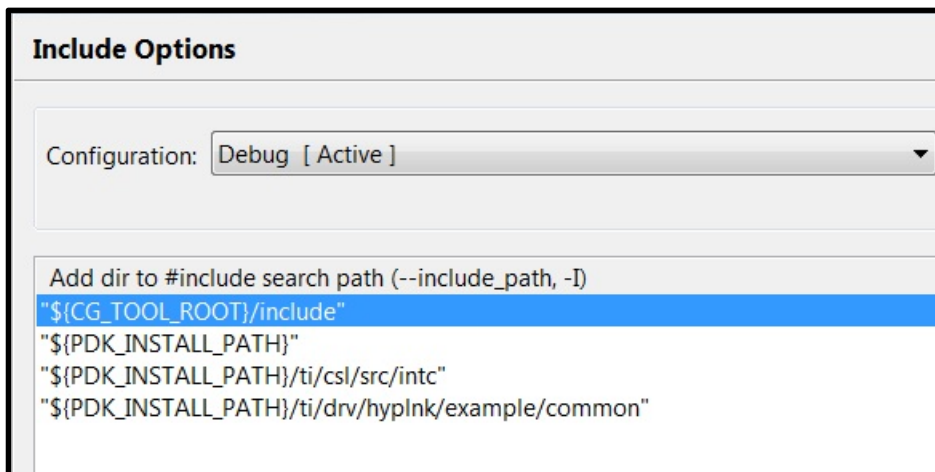 Include Options
Configuration: Debug [ Active ]
Add dir to #include search path (--include_path, -I)
"${CG_TOOL_ROOT}/include"
"${PDK_INSTALL_PATH}"
"${PDK_INSTALL_PATH}/ti/csl/src/intc"
"${PDK_INSTALL_PATH}/ti/drv/hyplnk/example/common"